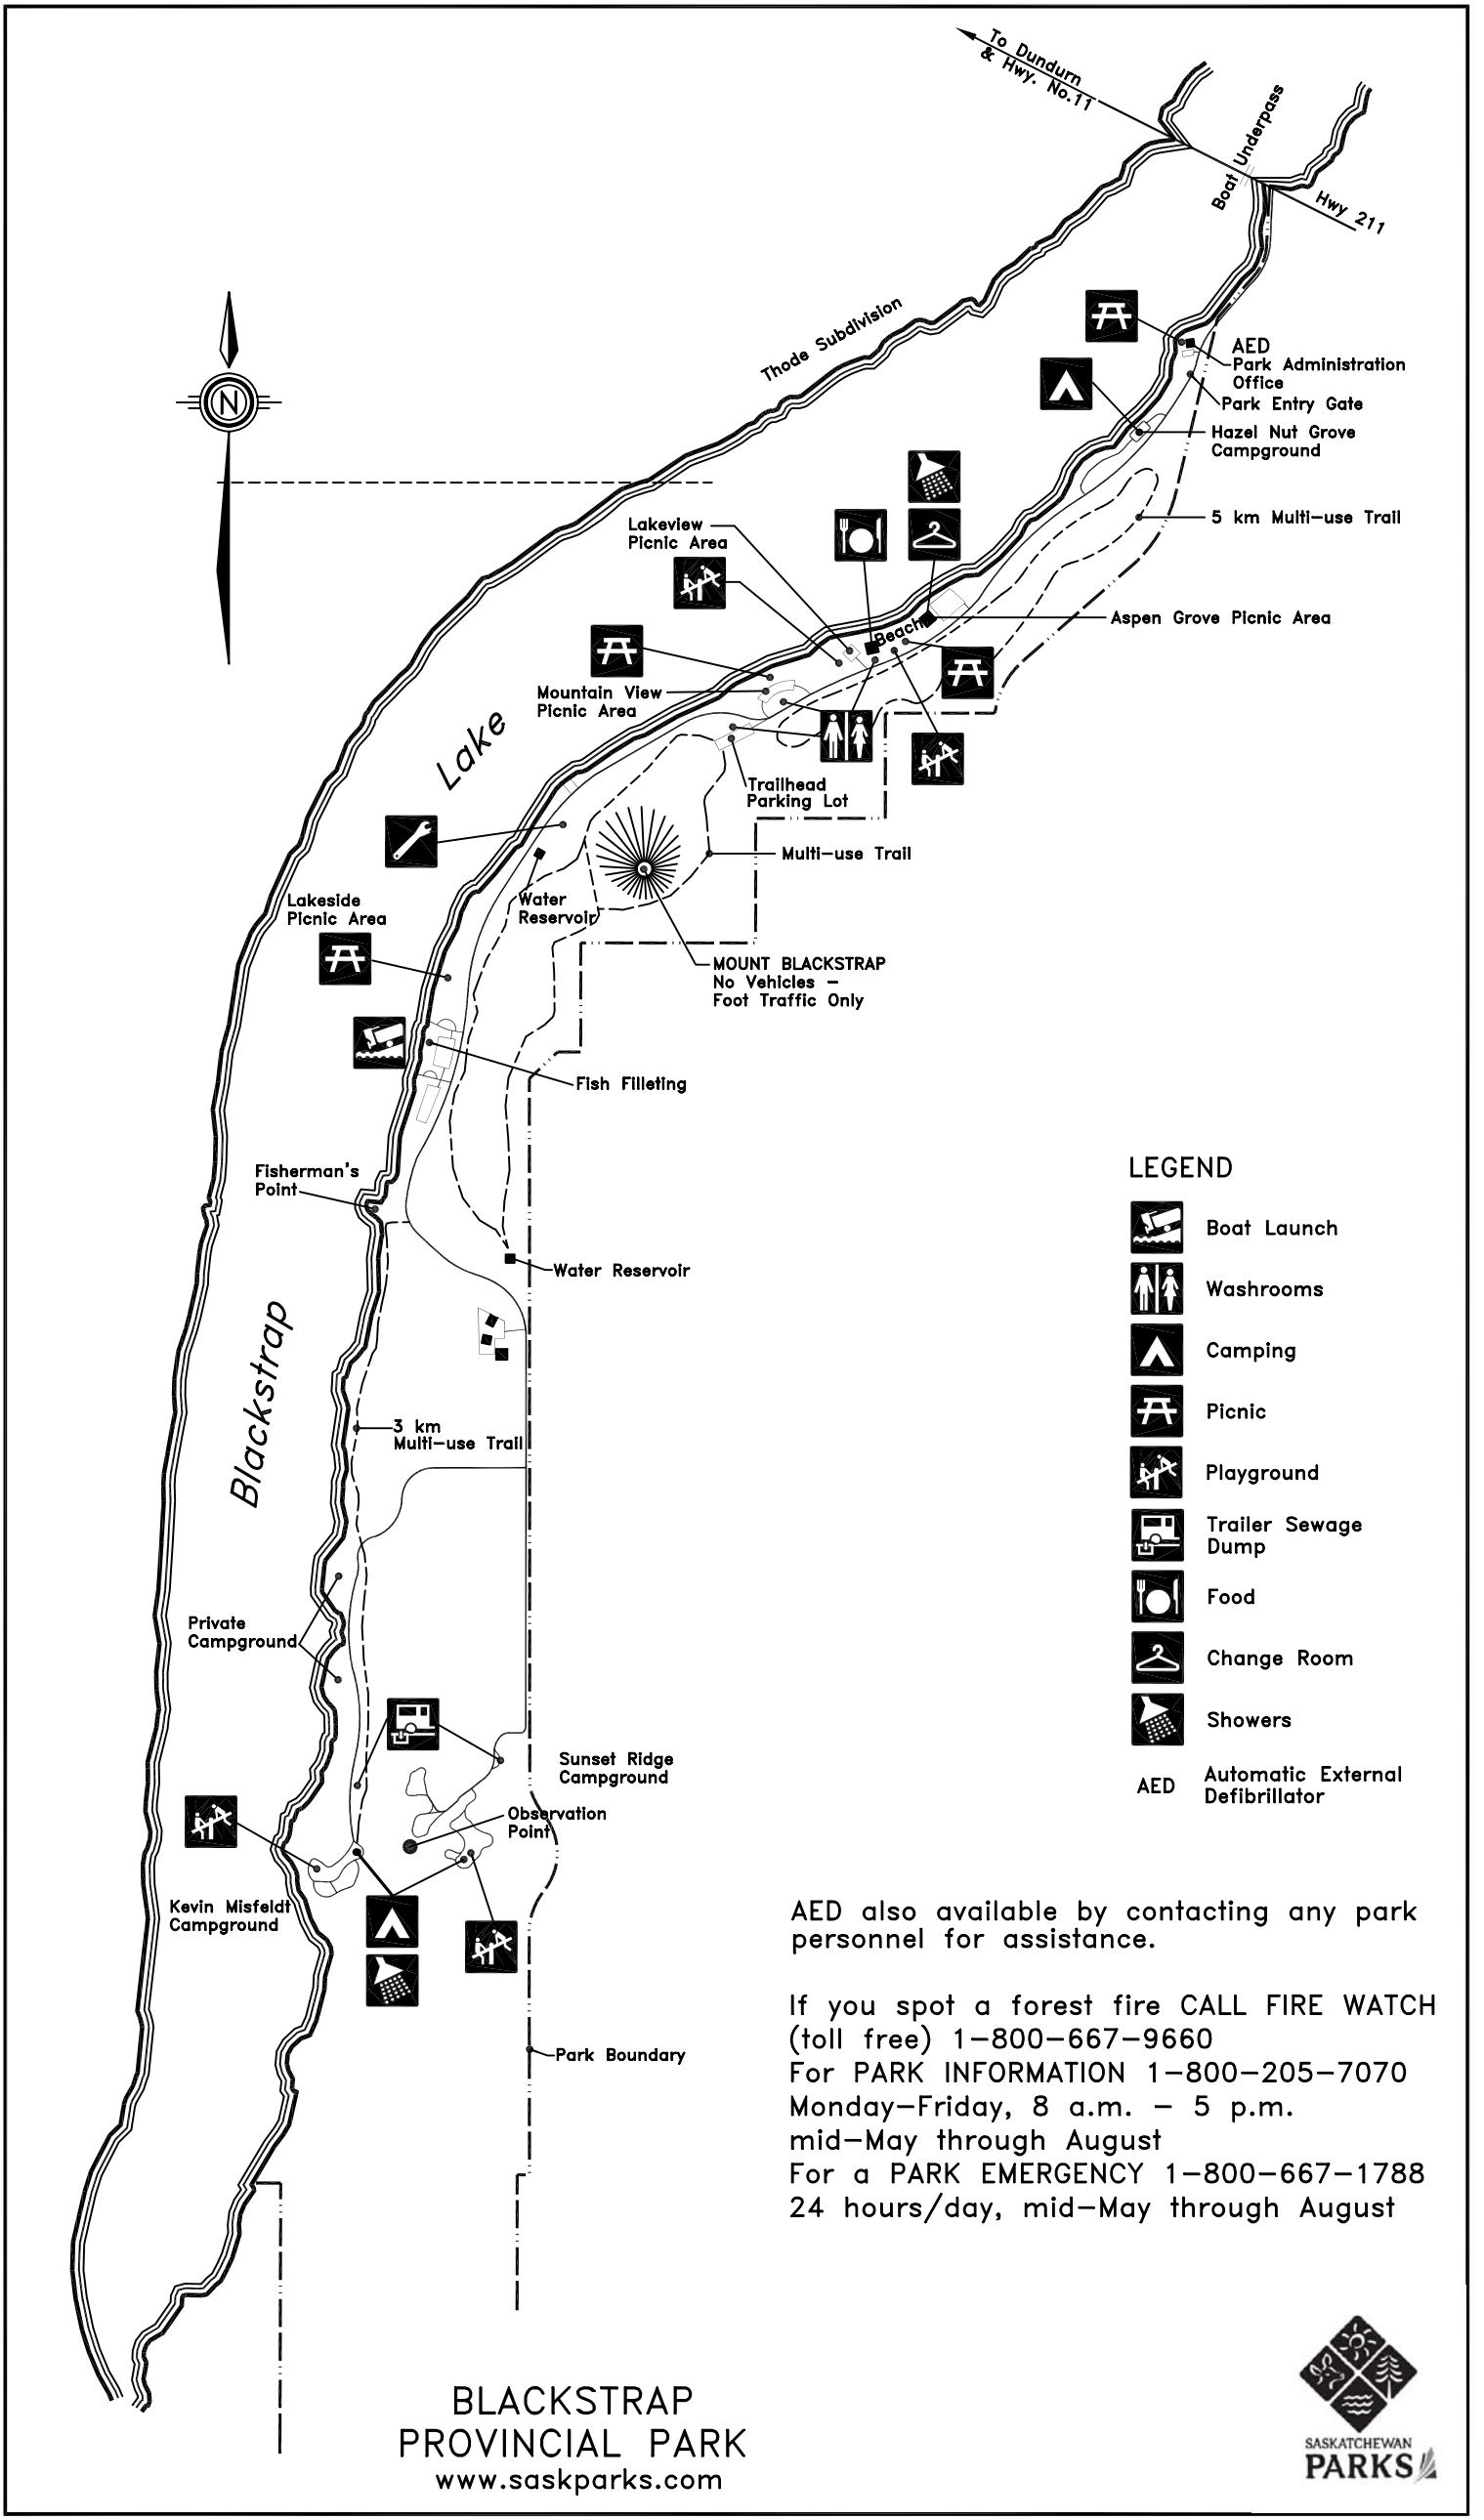 To Dundurn
& Hwy. No.11
Boat Underpass
Hwy 211
Thode Subdivision
N
AED
Park Administration
Office
Park Entry Gate
Hazel Nut Grove
Campground
5 km Multi-use Trail
Lakeview
Picnic Area
Beach
Aspen Grove Picnic Area
Mountain View
Picnic Area
Lake
Trailhead
Parking Lot
Multi-use Trail
Water
Reservoir
Lakeside
Picnic Area
MOUNT BLACKSTRAP
No Vehicles -
Foot Traffic Only
Fish Filleting
Fisherman's
Point
Water Reservoir
Blackstrap
3 km
Multi-use Trail
Private
Campground
Sunset Ridge
Campground
Observation
Point
Kevin Misfeldt
Campground
Park Boundary
LEGEND
Boat Launch
Washrooms
Camping
Picnic
Playground
Trailer Sewage
Dump
Food
Change Room
Showers
AED Automatic External
Defibrillator
AED also available by contacting any park
personnel for assistance.
If you spot a forest fire CALL FIRE WATCH
(toll free) 1-800-667-9660
For PARK INFORMATION 1-800-205-7070
Monday-Friday, 8 a.m. - 5 p.m.
mid-May through August
For a PARK EMERGENCY 1-800-667-1788
24 hours/day, mid-May through August
BLACKSTRAP
PROVINCIAL PARK
www.saskparks.com
SASKATCHEWAN
PARKS